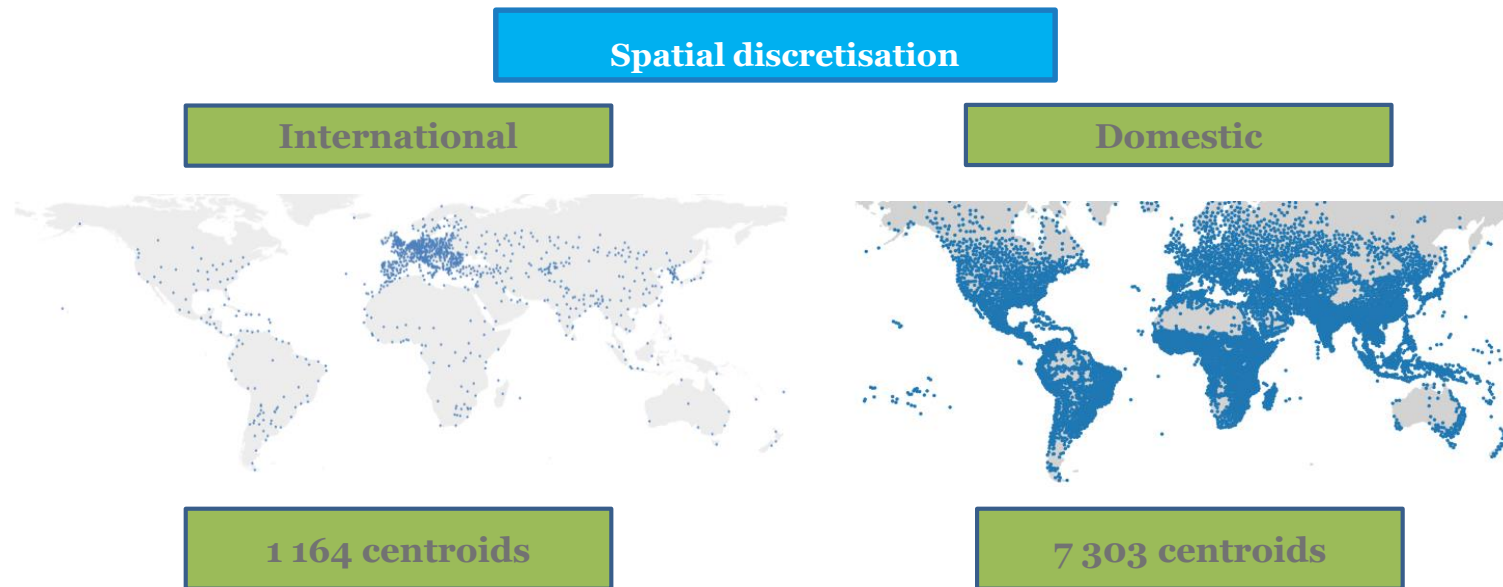 Spatial discretisation
International
Domestic
1 164 centroids
7 303 centroids